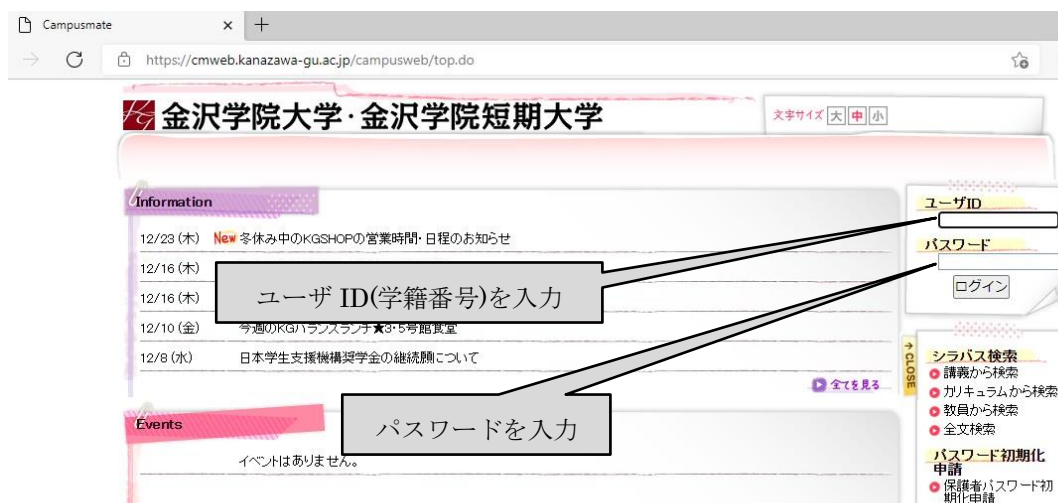 Campusmate
https://cmweb.kanazawa-gu.ac.jp/campusweb/top.do
KG 金沢学院大学・金沢学院短期大学
文字サイズ 大 中 小
Information
12/23(木) New 冬休み中のKGSHOPの営業時間・日程のお知らせ
12/16(木)
12/16(木)
12/10(金) 今週のKGバランスランチ★3・5号館食堂
12/8(水) 日本学生支援機構奨学金の継続願について
全てを見る
Events
イベントはありません。
ユーザ ID(学籍番号)を入力
パスワードを入力
ユーザID
パスワード
ログイン
↑CLOSE
シラバス検索
講義から検索
カリキュラムから検索
教員から検索
全文検索
パスワード初期化
申請
保護者パスワード初
期化申請